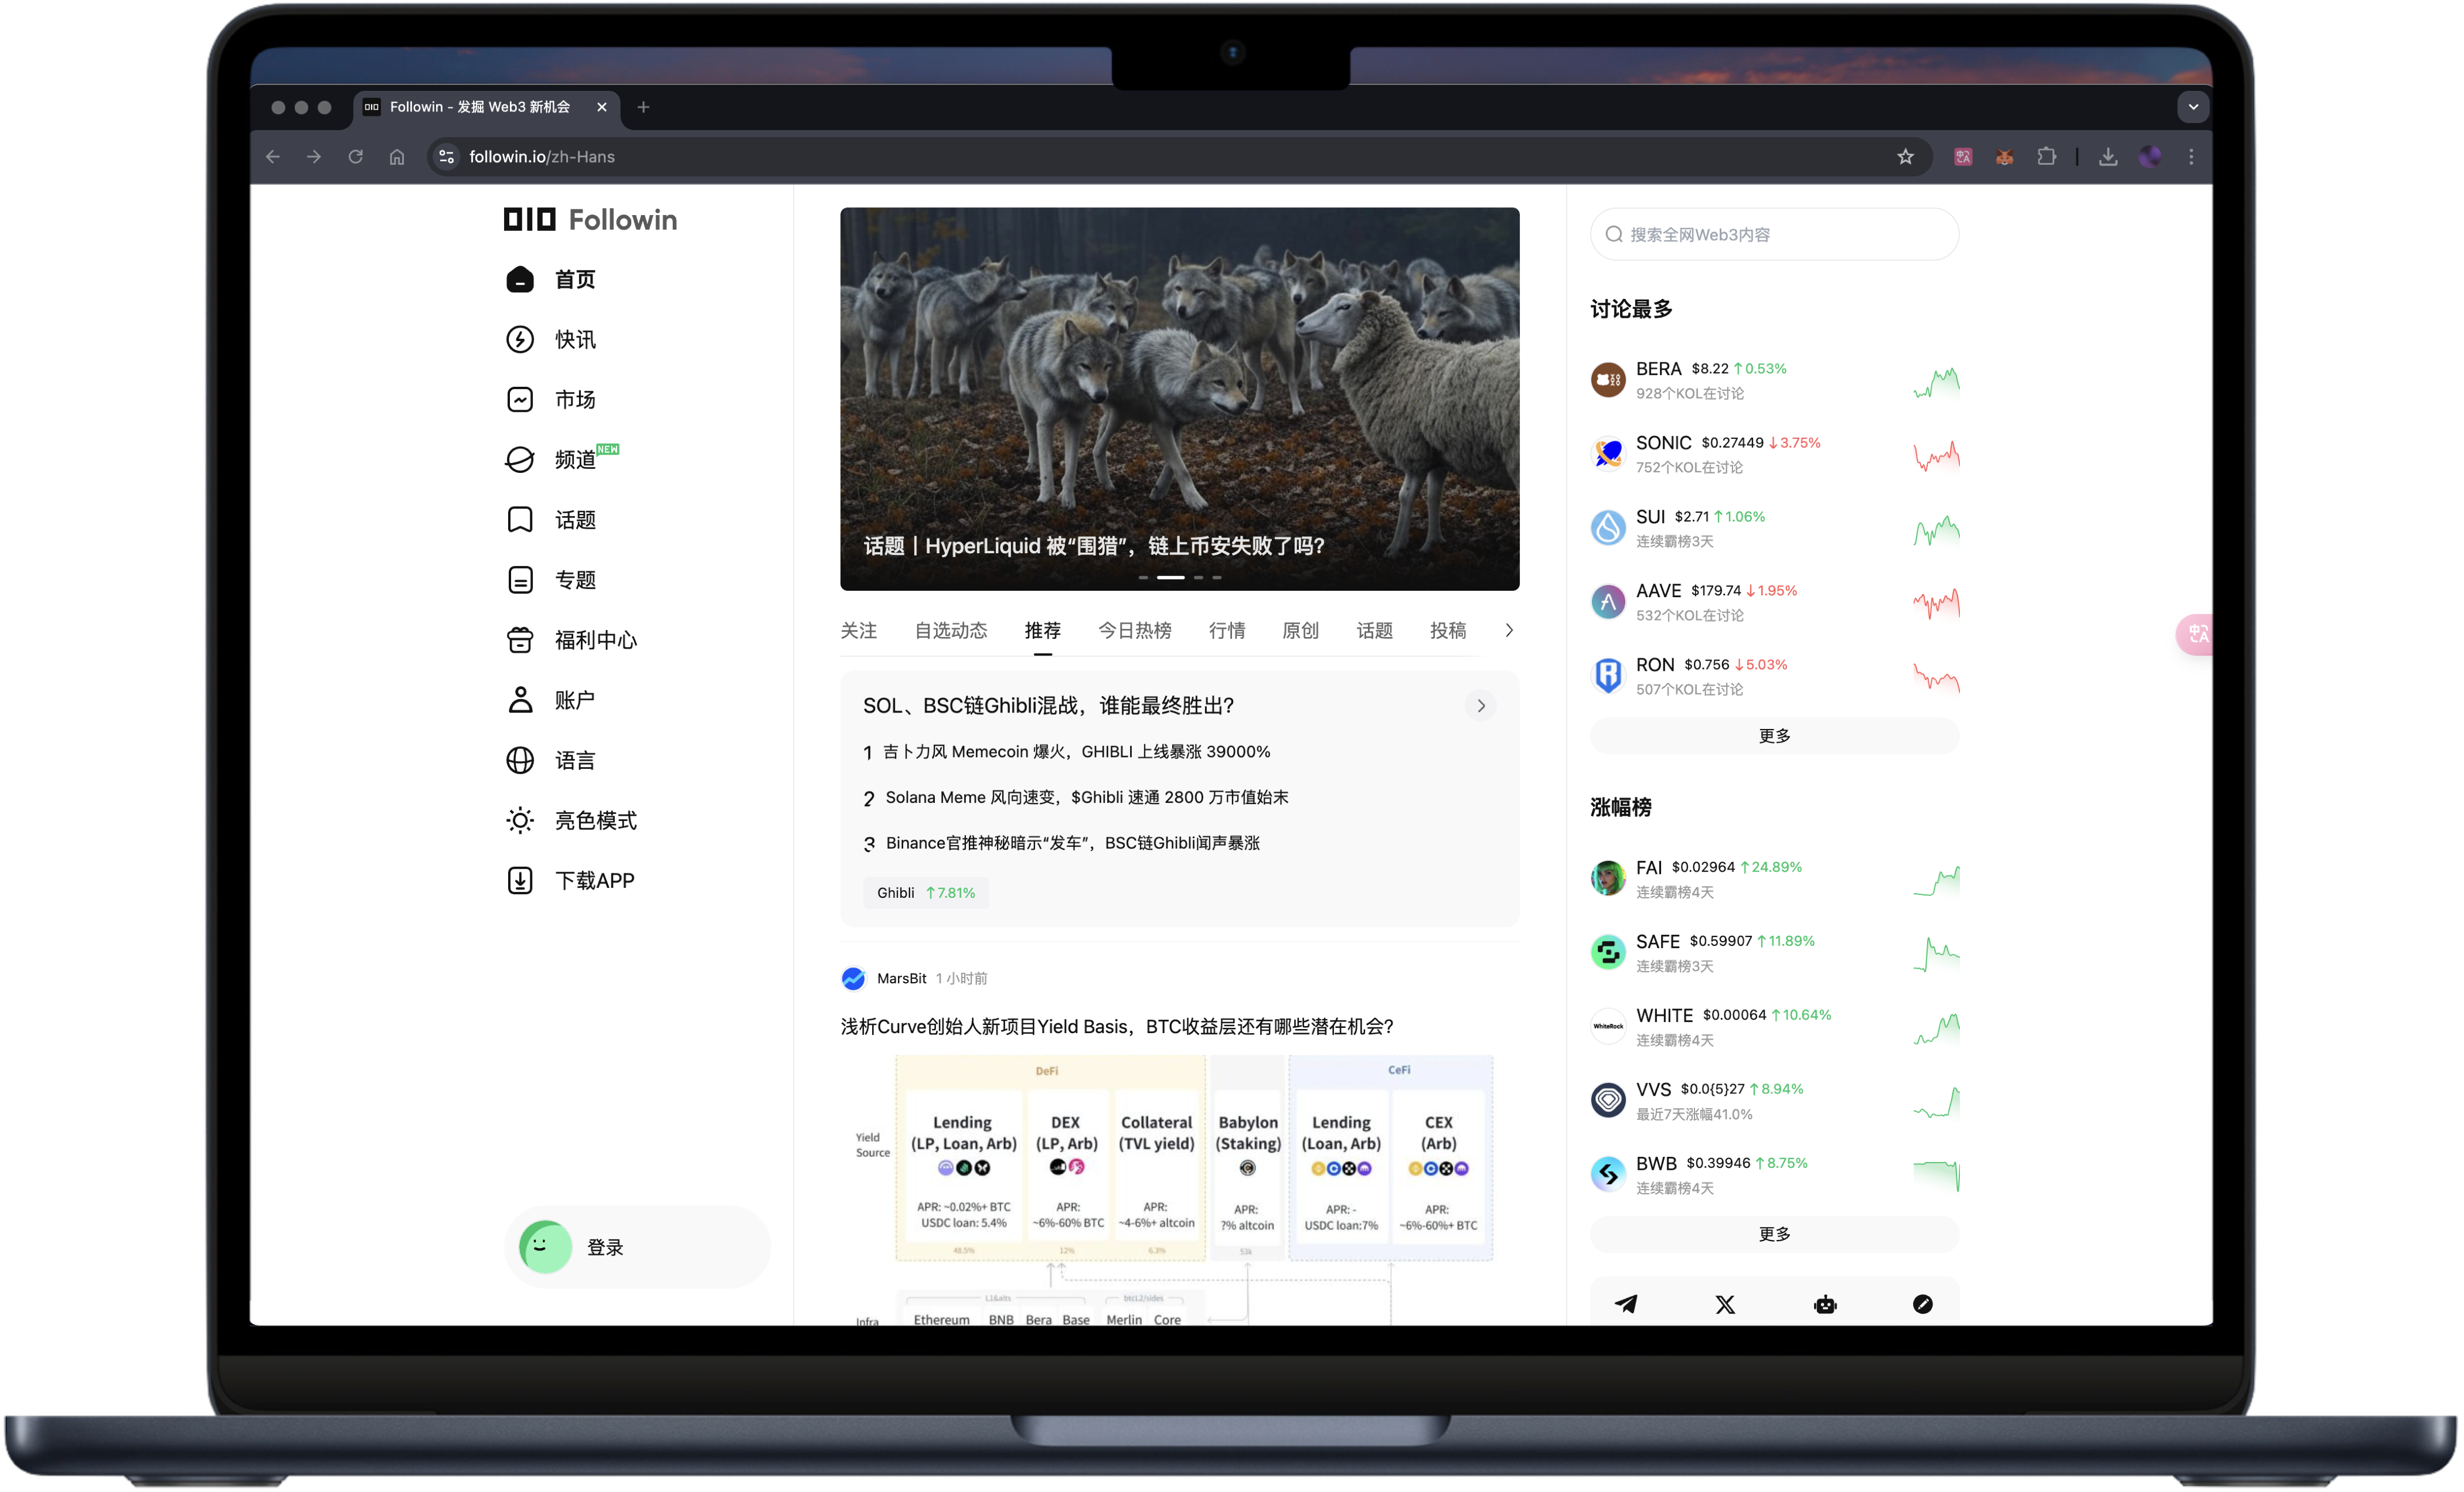 Followin - 发掘 Web3 新机会
followin.io/zh-Hans
Followin
首页
快讯
市场
频道 NEW
话题
专题
福利中心
账户
语言
亮色模式
下载APP
登录
话题｜HyperLiquid 被“围猎”，链上币安失败了吗？
关注 自选动态 推荐 今日热榜 行情 原创 话题 投稿
SOL、BSC链Ghibli混战，谁能最终胜出？
1 吉卜力风 Memecoin 爆火，GHIBLI 上线暴涨 39000%
2 Solana Meme 风向速变，$Ghibli 速通 2800 万市值始末
3 Binance官推神秘暗示“发车”，BSC链Ghibli闻声暴涨
Ghibli ↑7.81%
MarsBit 1 小时前
浅析Curve创始人新项目Yield Basis，BTC收益层还有哪些潜在机会？
DeFi
CeFi
Yield
Source
Lending
(LP, Loan, Arb)
APR: ~0.02%+ BTC
USDC loan: 5.4%
48.5%
DEX
(LP, Arb)
APR:
~6%-60% BTC
12%
Collateral
(TVL yield)
APR:
~4-6%+ altcoin
6.3%
Babylon
(Staking)
APR:
?% altcoin
53k
Lending
(Loan, Arb)
APR: -
USDC loan:7%
CEX
(Arb)
APR:
~6%-60%+ BTC
L1&alts
btcL2/sides
Infra
Ethereum BNB Bera Base Merlin Core
搜索全网Web3内容
讨论最多
BERA $8.22 ↑0.53%
928个KOL在讨论
SONIC $0.27449 ↓3.75%
752个KOL在讨论
SUI $2.71 ↑1.06%
连续霸榜3天
AAVE $179.74 ↓1.95%
532个KOL在讨论
RON $0.756 ↓5.03%
507个KOL在讨论
更多
涨幅榜
FAI $0.02964 ↑24.89%
连续霸榜4天
SAFE $0.59907 ↑11.89%
连续霸榜3天
WhiteRock
WHITE $0.00064 ↑10.64%
连续霸榜4天
VVS $0.0{5}27 ↑8.94%
最近7天涨幅41.0%
BWB $0.39946 ↑8.75%
连续霸榜4天
更多
中A